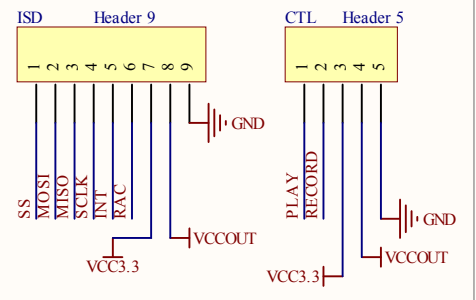 ISD Header 9
1 2 3 4 5 6 7 8 9
SS
MOSI
MISO
SCLK
INT
RAC
GND
VCCOUT
VCC3.3
CTL Header 5
1 2 3 4 5
PLAY
RECORD
GND
VCCOUT
VCC3.3